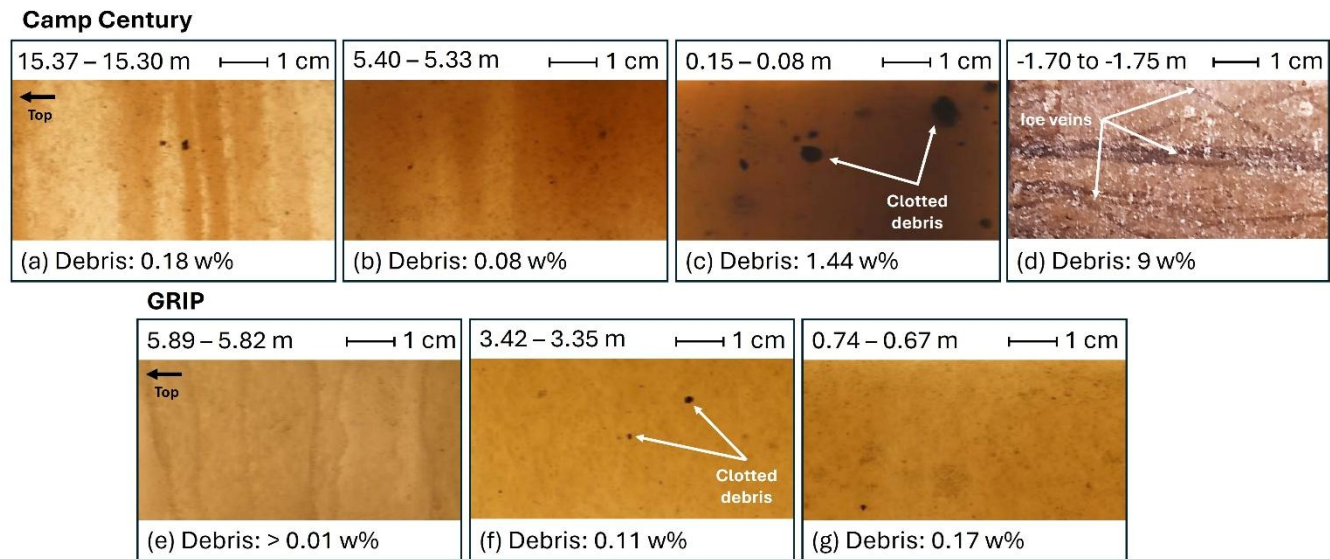 Camp Century
15.37 – 15.30 m 1 cm
Top
(a) Debris: 0.18 w%
5.40 – 5.33 m 1 cm
(b) Debris: 0.08 w%
0.15 – 0.08 m 1 cm
Clotted
debris
(c) Debris: 1.44 w%
-1.70 to -1.75 m 1 cm
Ice veins
(d) Debris: 9 w%
GRIP
5.89 – 5.82 m 1 cm
Top
(e) Debris: > 0.01 w%
3.42 – 3.35 m 1 cm
Clotted
debris
(f) Debris: 0.11 w%
0.74 – 0.67 m 1 cm
(g) Debris: 0.17 w%